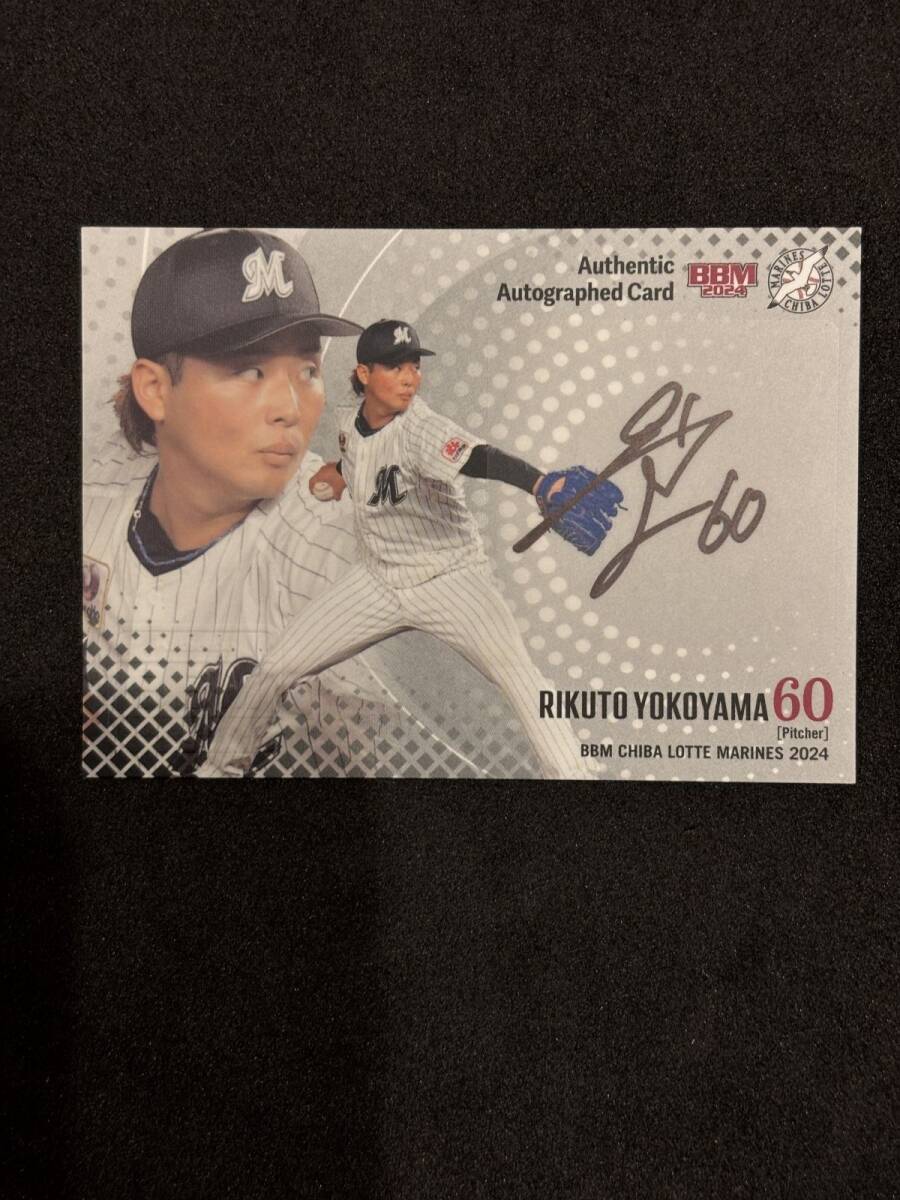 Authentic
Autographed Card
BBM
2024
MARINES
CHIBA LOTTE
M
M
60
RIKUTO YOKOYAMA 60
[Pitcher]
BBM CHIBA LOTTE MARINES 2024